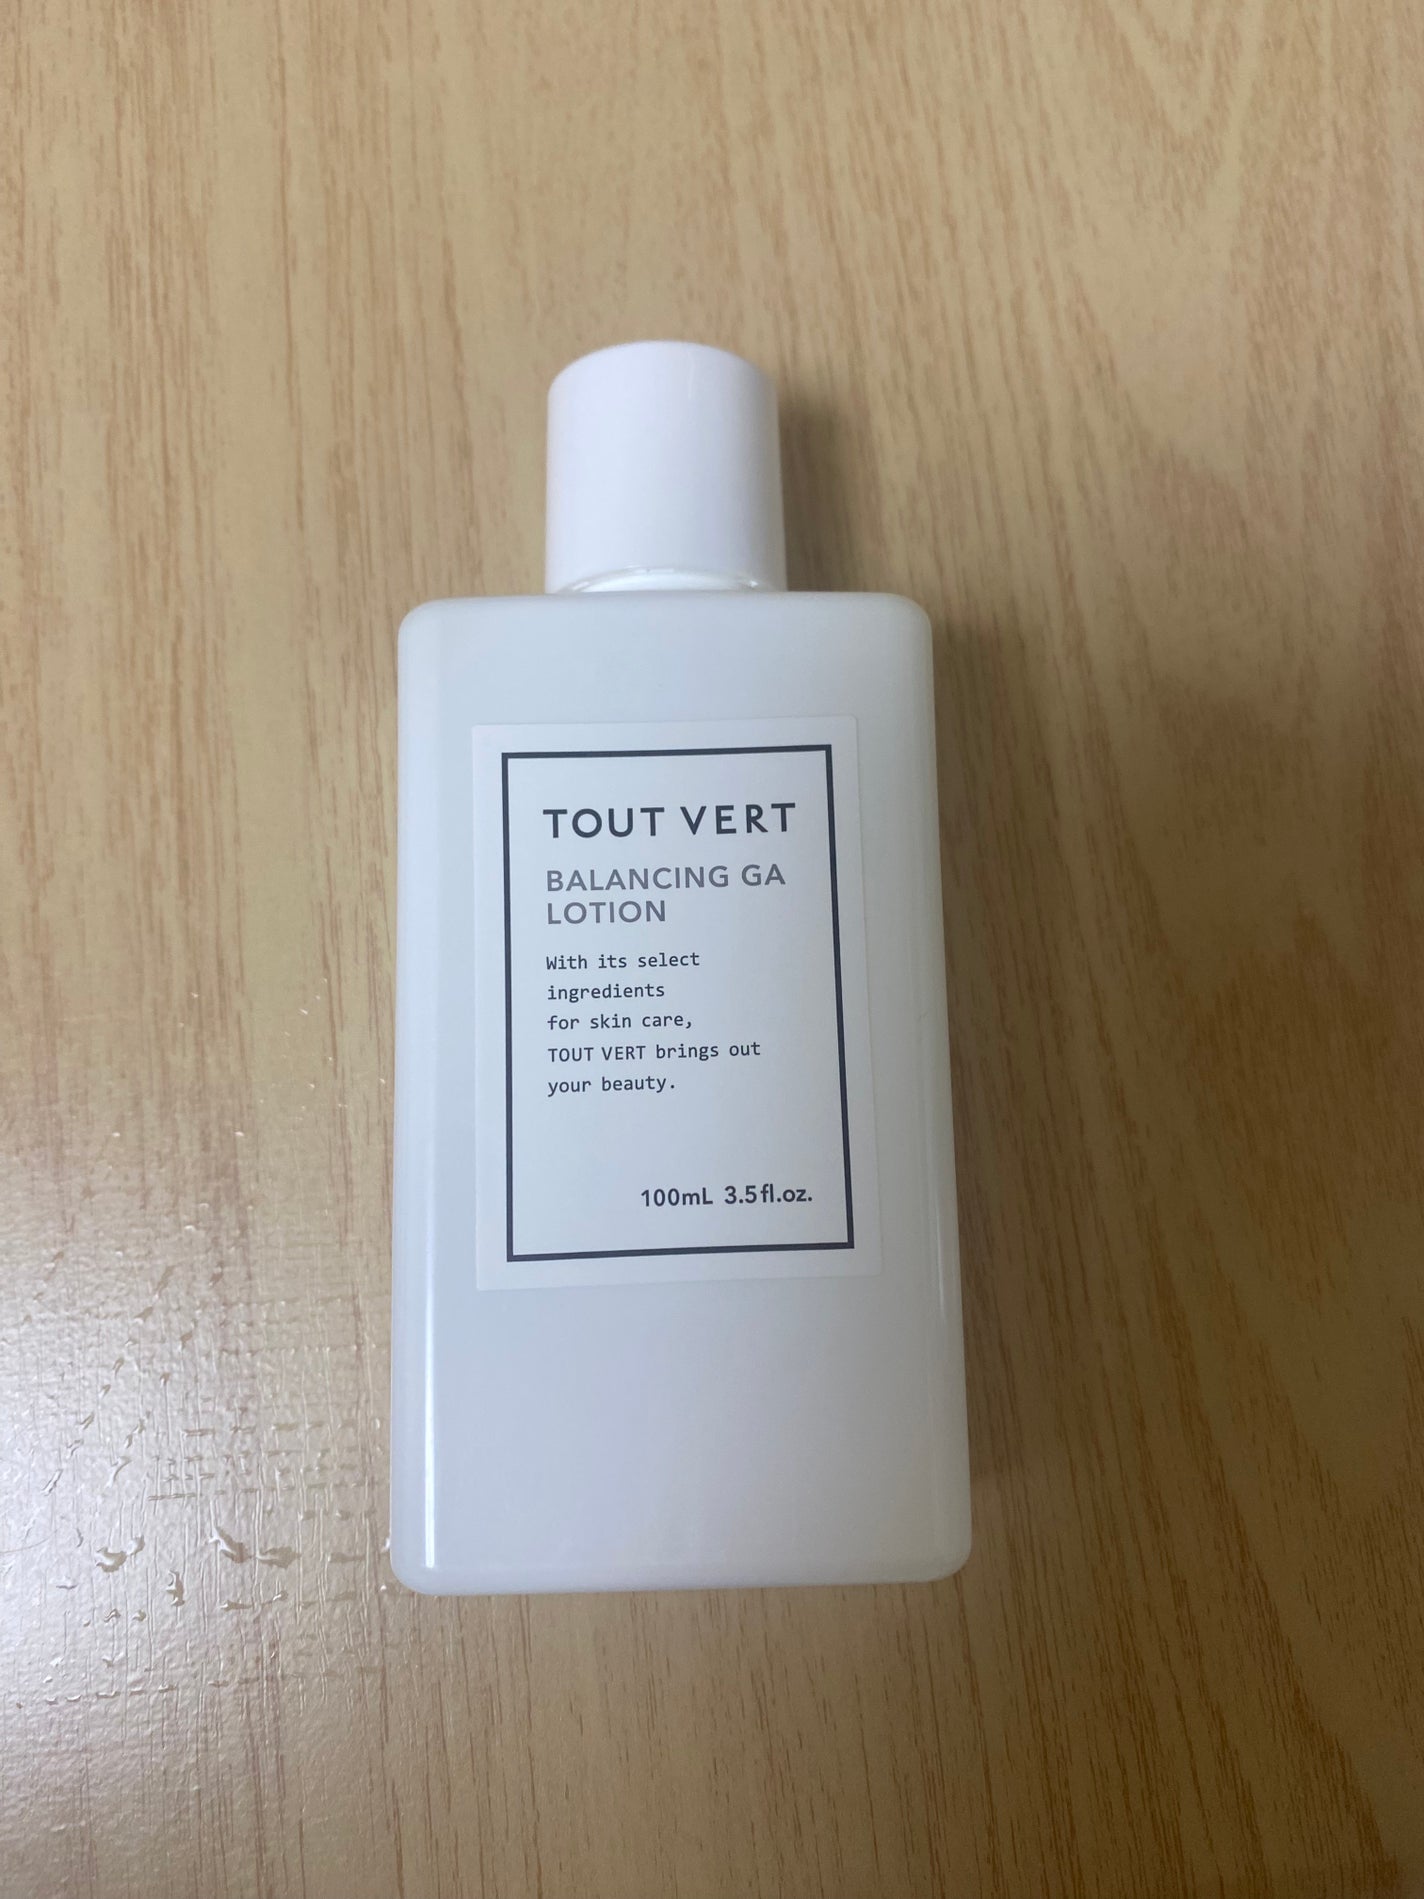 TOUT VERT
BALANCING GA
LOTION
With its select
ingredients
for skin care,
TOUT VERT brings out
your beauty.
100mL 3.5fl.oz.